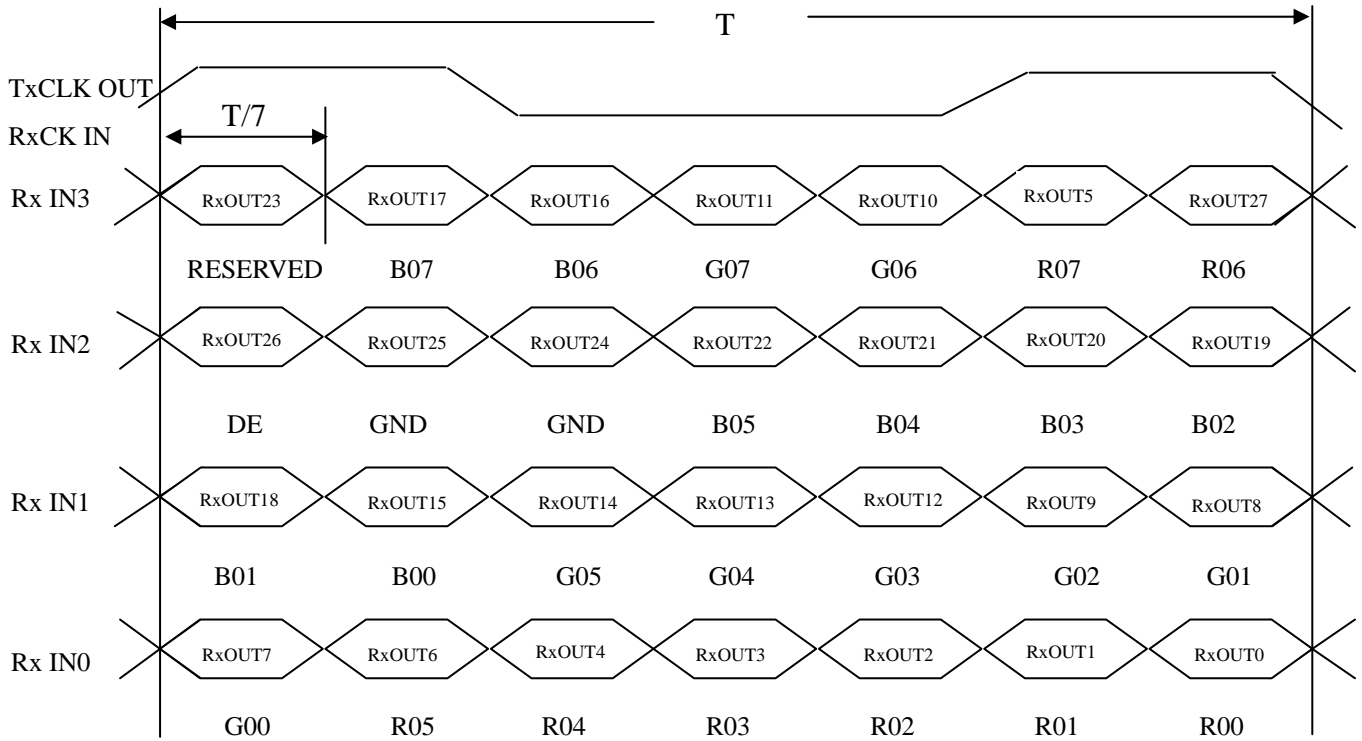 T
TxCLK OUT
T/7
RxCK IN
Rx IN3 RxOUT23 RxOUT17 RxOUT16 RxOUT11 RxOUT10 RxOUT5 RxOUT27
RESERVED B07 B06 G07 G06 R07 R06
Rx IN2 RxOUT26 RxOUT25 RxOUT24 RxOUT22 RxOUT21 RxOUT20 RxOUT19
DE GND GND B05 B04 B03 B02
Rx IN1 RxOUT18 RxOUT15 RxOUT14 RxOUT13 RxOUT12 RxOUT9 RxOUT8
B01 B00 G05 G04 G03 G02 G01
Rx IN0 RxOUT7 RxOUT6 RxOUT4 RxOUT3 RxOUT2 RxOUT1 RxOUT0
G00 R05 R04 R03 R02 R01 R00